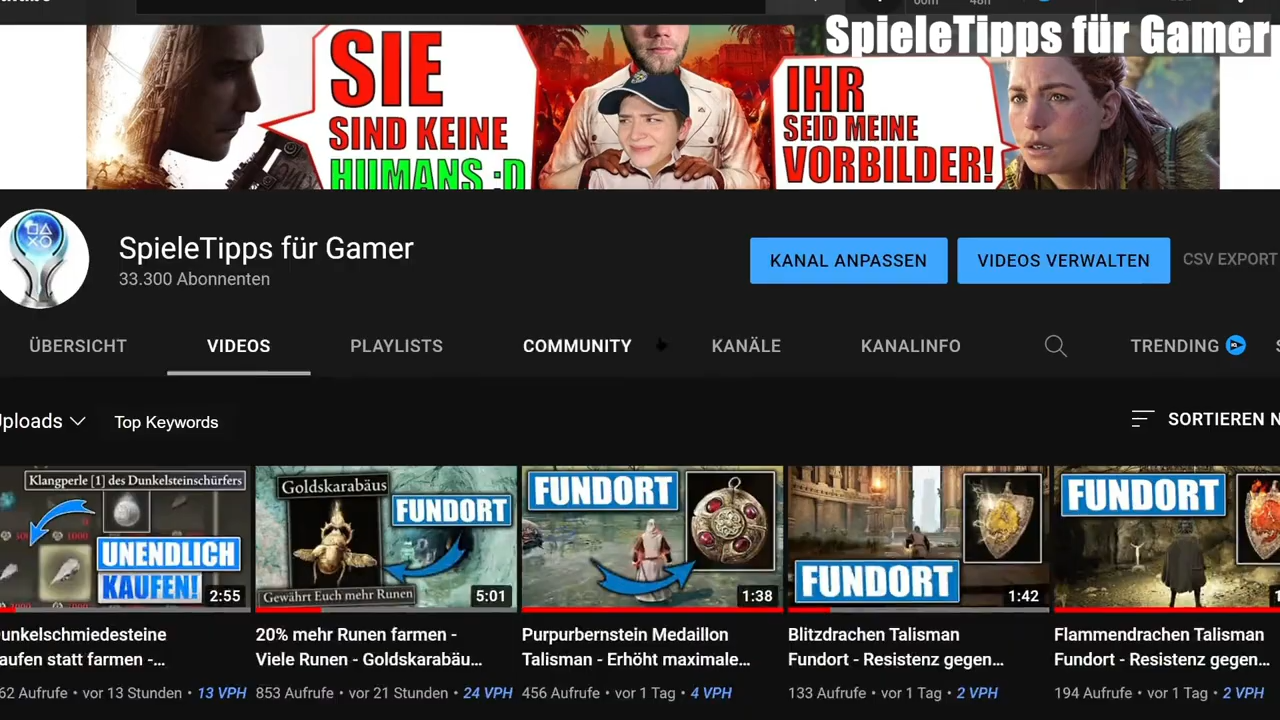 SpieleTipps für Gamer
SIE
SIND KEINE
HUMANS :D
IHR
SEID MEINE
VORBILDER!
SpieleTipps für Gamer
33.300 Abonnenten
KANAL ANPASSEN
VIDEOS VERWALTEN
CSV EXPORT
ÜBERSICHT
VIDEOS
PLAYLISTS
COMMUNITY
KANÄLE
KANALINFO
TRENDING
Uploads
Top Keywords
SORTIEREN N
Klangperle [1] des Dunkelsteinschürfers
UNENDLICH
KAUFEN!
2:55
Goldskarabäus
FUNDORT
Gewährt Euch mehr Runen
5:01
FUNDORT
1:38
FUNDORT
1:42
FUNDORT
unkelschmiedesteine
aufen statt farmen -...
62 Aufrufe • vor 13 Stunden • 13 VPH
20% mehr Runen farmen -
Viele Runen - Goldskarabäu...
853 Aufrufe • vor 21 Stunden • 24 VPH
Purpurbernstein Medaillon
Talisman - Erhöht maximale...
456 Aufrufe • vor 1 Tag • 4 VPH
Blitzdrachen Talisman
Fundort - Resistenz gegen...
133 Aufrufe • vor 1 Tag • 2 VPH
Flammendrachen Talisman
Fundort - Resistenz gegen...
194 Aufrufe • vor 1 Tag • 2 VPH